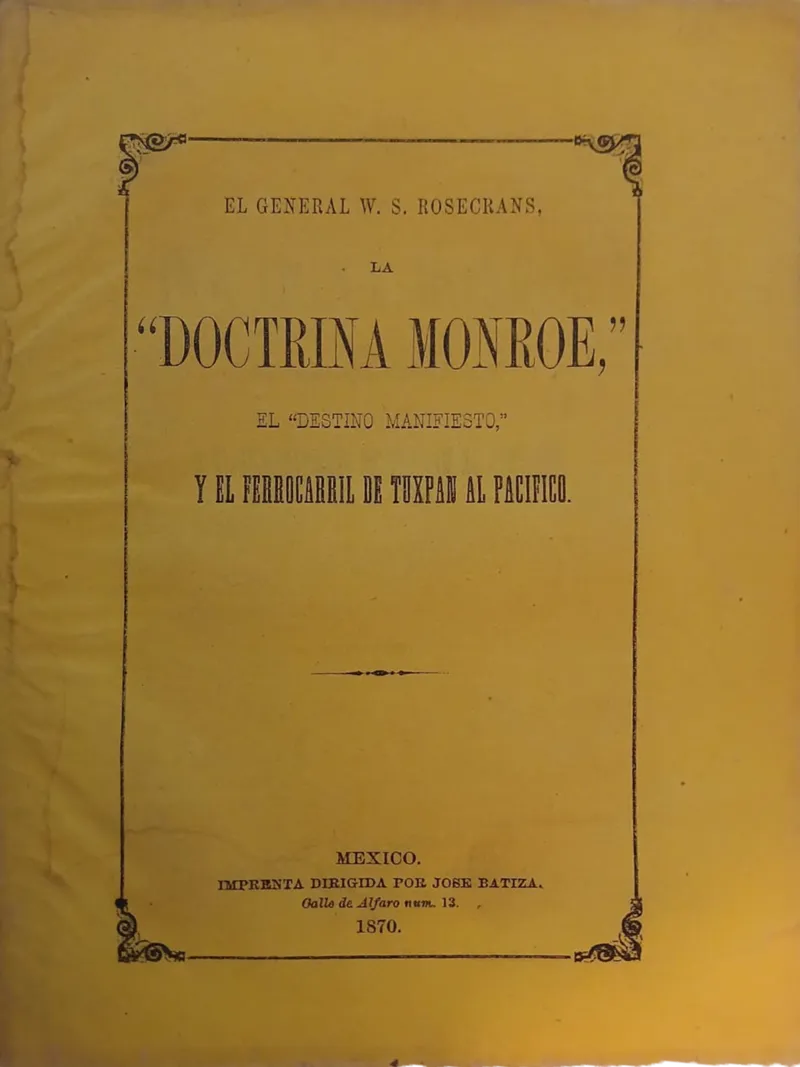 EL GENERAL W. S. ROSECRANS,
LA
“DOCTRINA MONROE,”
EL “DESTINO MANIFIESTO,”
Y EL FERROCARRIL DE TUXPAN AL PACIFICO.
MEXICO.
IMPRENTA DIRIGIDA POR JOSE BATIZA.
Calle de Alfaro num. 13.
1870.